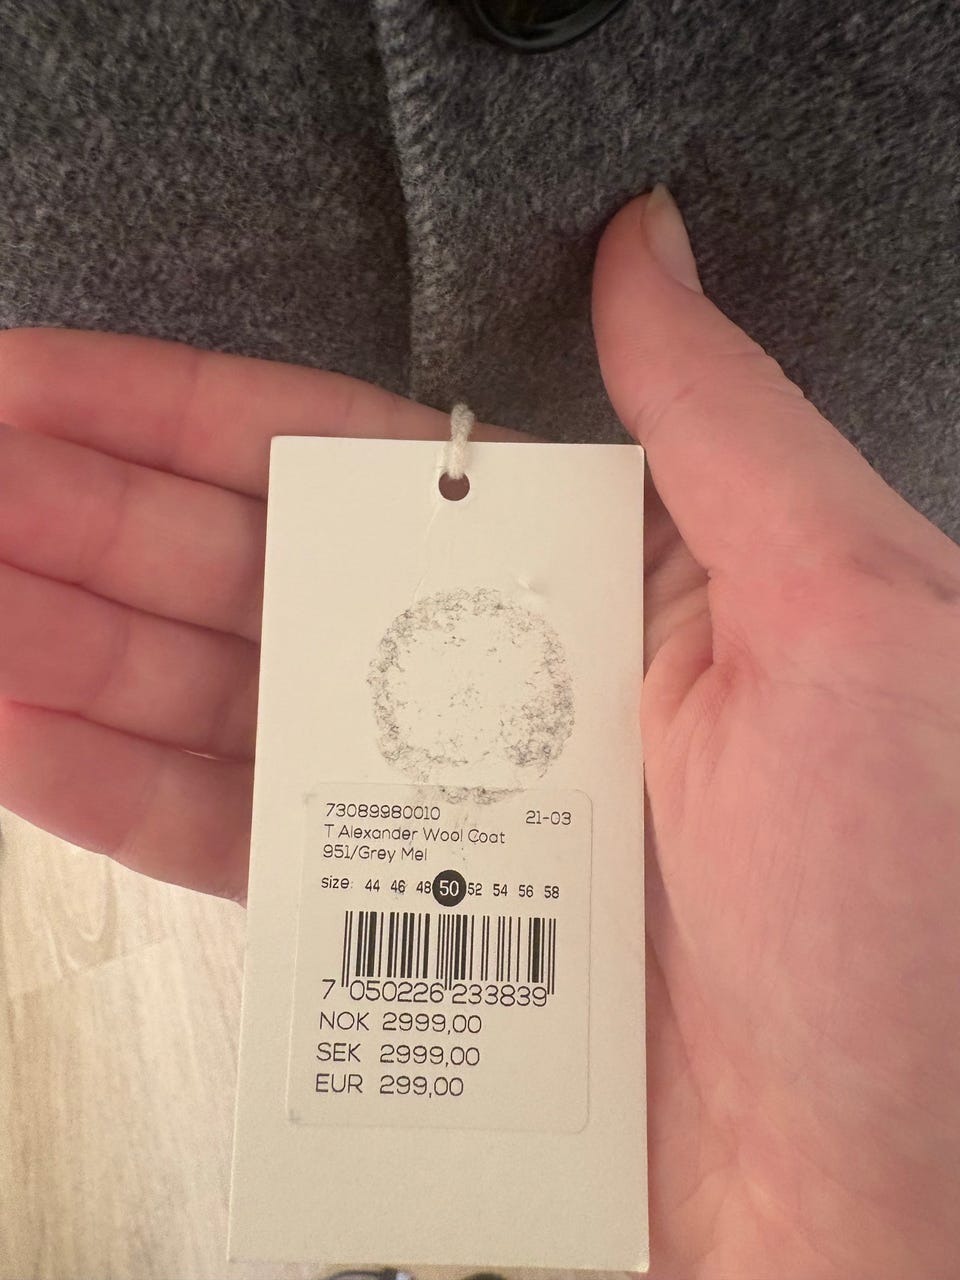 73089980010 21-03
T Alexander Wool Coat
951/Grey Mel
size: 44 46 48 50 52 54 56 58
7 050226 233839
NOK 2999,00
SEK 2999,00
EUR 299,00